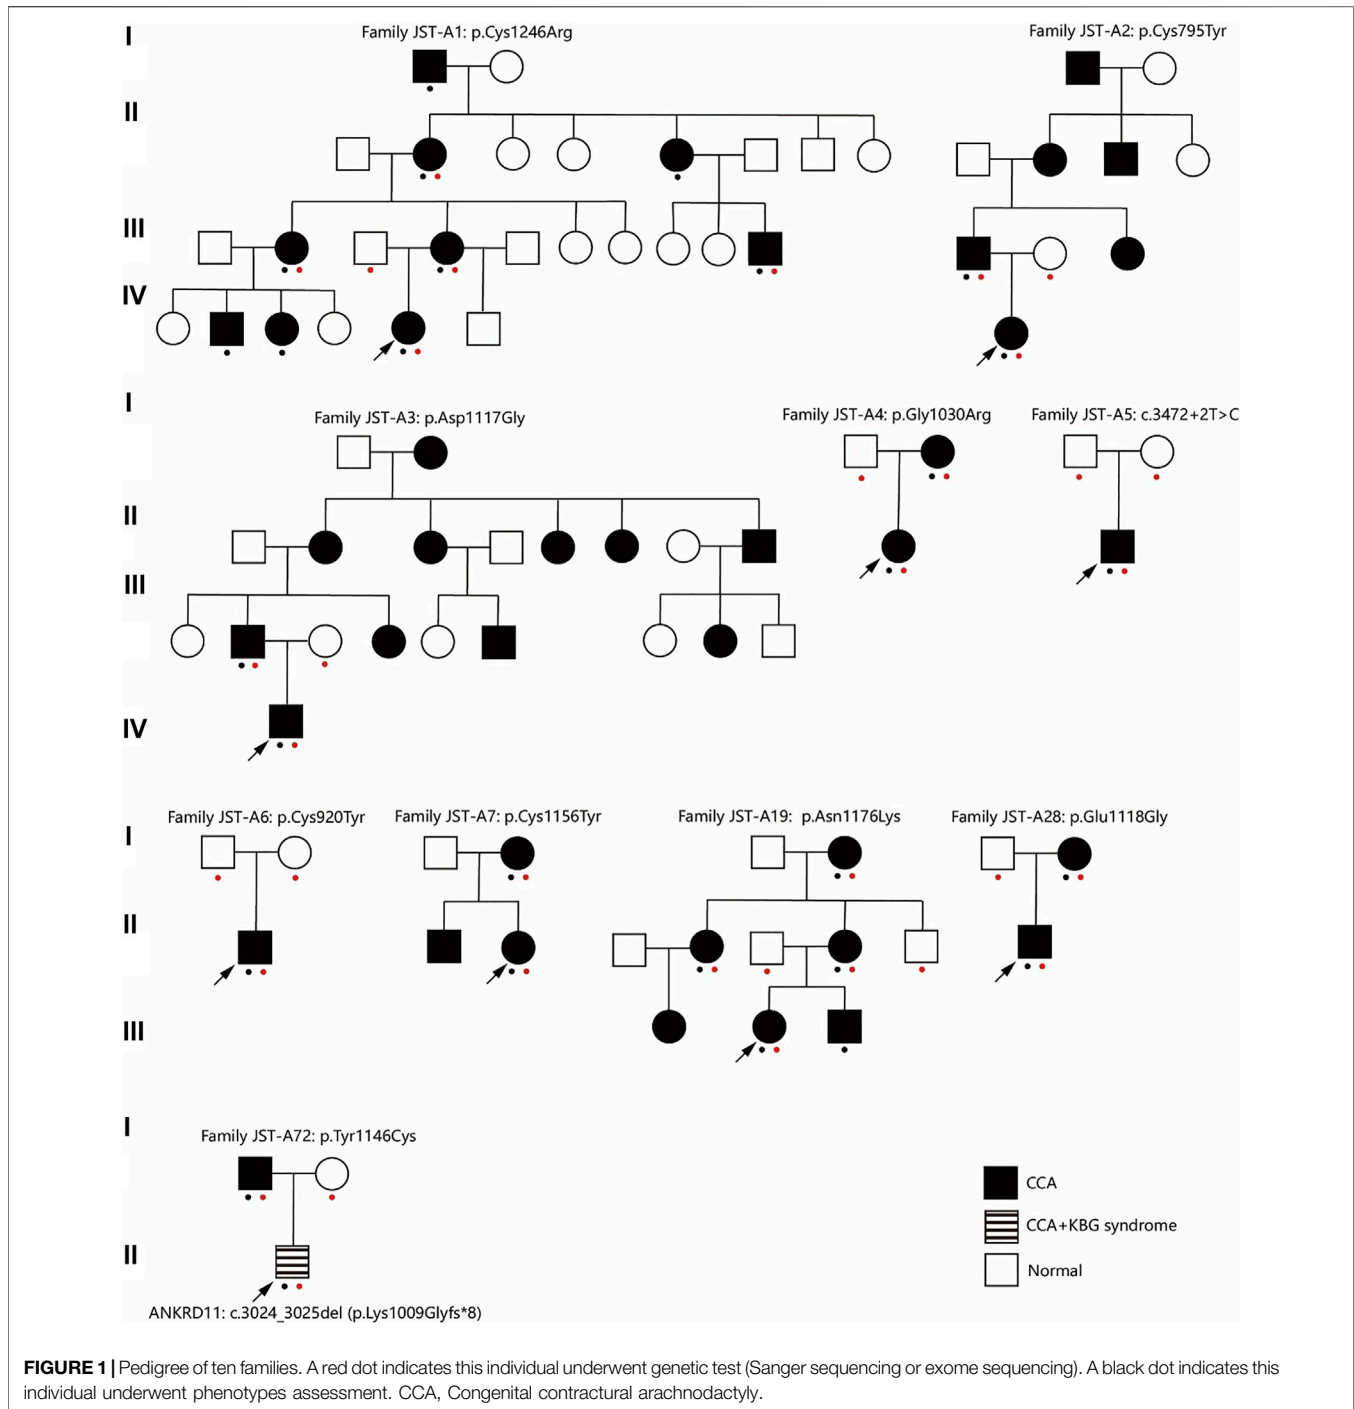 I
Family JST-A1: p.Cys1246Arg
Family JST-A2: p.Cys795Tyr
II
III
IV
I
Family JST-A3: p.Asp1117Gly
Family JST-A4: p.Gly1030Arg
Family JST-A5: c.3472+2T>C
II
III
IV
Family JST-A6: p.Cys920Tyr
Family JST-A7: p.Cys1156Tyr
Family JST-A19: p.Asn1176Lys
Family JST-A28: p.Glu1118Gly
I
II
III
I
Family JST-A72: p.Tyr1146Cys
CCA
CCA+KBG syndrome
II
Normal
ANKRD11: c.3024_3025del (p.Lys1009Glyfs*8)
FIGURE 1 | Pedigree of ten families. A red dot indicates this individual underwent genetic test (Sanger sequencing or exome sequencing). A black dot indicates this
individual underwent phenotypes assessment. CCA, Congenital contractural arachnodactyly.